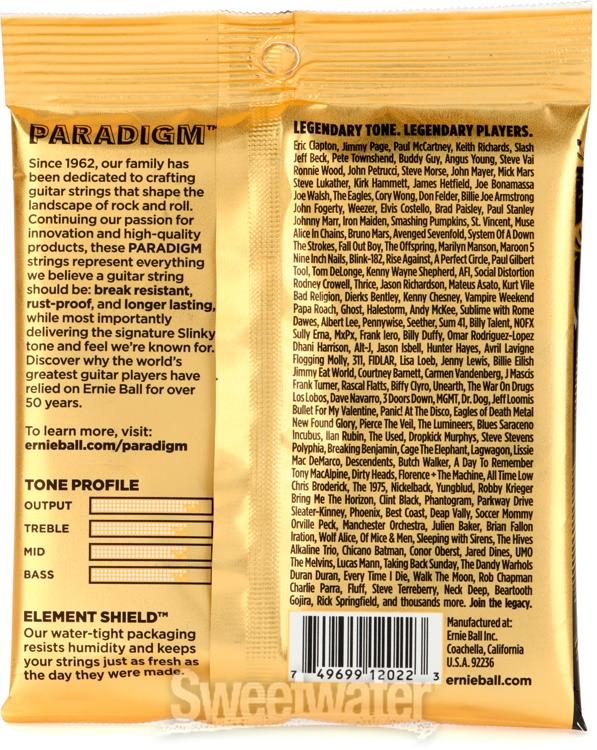 PARADIGM™
Since 1962, our family has
been dedicated to crafting
guitar strings that shape the
landscape of rock and roll.
Continuing our passion for
innovation and high-quality
products, these PARADIGM
strings represent everything
we believe a guitar string
should be: break resistant,
rust-proof, and longer lasting,
while most importantly
delivering the signature Slinky
tone and feel we're known for.
Discover why the world's
greatest guitar players have
relied on Ernie Ball for over
50 years.
To learn more, visit:
ernieball.com/paradigm
TONE PROFILE
OUTPUT
TREBLE
MID
BASS
ELEMENT SHIELD™
Our water-tight packaging
resists humidity and keeps
your strings just as fresh as
the day they were made.
LEGENDARY TONE. LEGENDARY PLAYERS.
Eric Clapton, Jimmy Page, Paul McCartney, Keith Richards, Slash
Jeff Beck, Pete Townshend, Buddy Guy, Angus Young, Steve Vai
Ronnie Wood, John Petrucci, Steve Morse, John Mayer, Mick Mars
Steve Lukather, Kirk Hammett, James Hetfield, Joe Bonamassa
Joe Walsh, The Eagles, Cory Wong, Don Felder, Billie Joe Armstrong
John Fogerty, Weezer, Elvis Costello, Brad Paisley, Paul Stanley
Johnny Marr, Iron Maiden, Smashing Pumpkins, St. Vincent, Muse
Alice In Chains, Bruno Mars, Avenged Sevenfold, System Of A Down
The Strokes, Fall Out Boy, The Offspring, Marilyn Manson, Maroon 5
Nine Inch Nails, Blink-182, Rise Against, A Perfect Circle, Paul Gilbert
Tool, Tom DeLonge, Kenny Wayne Shepherd, AFI, Social Distortion
Rodney Crowell, Thrice, Jason Richardson, Mateus Asato, Kurt Vile
Bad Religion, Dierks Bentley, Kenny Chesney, Vampire Weekend
Papa Roach, Ghost, Halestorm, Andy McKee, Sublime with Rome
Dawes, Albert Lee, Pennywise, Seether, Sum 41, Billy Talent, NOFX
Sully Erna, MxPx, Frank Iero, Billy Duffy, Omar Rodriguez-Lopez
Dhani Harrison, Alt-J, Jason Isbell, Hunter Hayes, Avril Lavigne
Flogging Molly, 311, FIDLAR, Lisa Loeb, Jenny Lewis, Billie Eilish
Jimmy Eat World, Courtney Barnett, Carmen Vandenberg, J Mascis
Frank Turner, Rascal Flatts, Biffy Clyro, Unearth, The War On Drugs
Los Lobos, Dave Navarro, 3 Doors Down, MGMT, Dr. Dog, Jeff Loomis
Bullet For My Valentine, Panic! At The Disco, Eagles of Death Metal
New Found Glory, Pierce The Veil, The Lumineers, Blues Saraceno
Incubus, Ilan Rubin, The Used, Dropkick Murphys, Steve Stevens
Polyphia, Breaking Benjamin, Cage The Elephant, Lagwagon, Lissie
Mac DeMarco, Descendents, Butch Walker, A Day To Remember
Tony MacAlpine, Dirty Heads, Florence + The Machine, All Time Low
Chris Broderick, The 1975, Nickelback, Yungblud, Robby Krieger
Bring Me The Horizon, Clint Black, Phantogram, Parkway Drive
Sleater-Kinney, Phoenix, Best Coast, Deap Vally, Soccer Mommy
Orville Peck, Manchester Orchestra, Julien Baker, Brian Fallon
Iration, Wolf Alice, Of Mice & Men, Sleeping with Sirens, The Hives
Alkaline Trio, Chicano Batman, Conor Oberst, Jared Dines, UMO
The Melvins, Lucas Mann, Taking Back Sunday, The Dandy Warhols
Duran Duran, Every Time I Die, Walk The Moon, Rob Chapman
Charlie Parra, Fluff, Steve Terreberry, Neck Deep, Beartooth
Gojira, Rick Springfield, and thousands more. Join the legacy.
7 49699 12022 3
Manufactured at:
Ernie Ball Inc.
Coachella, California
U.S.A. 92236
ernieball.com
Sweetwater